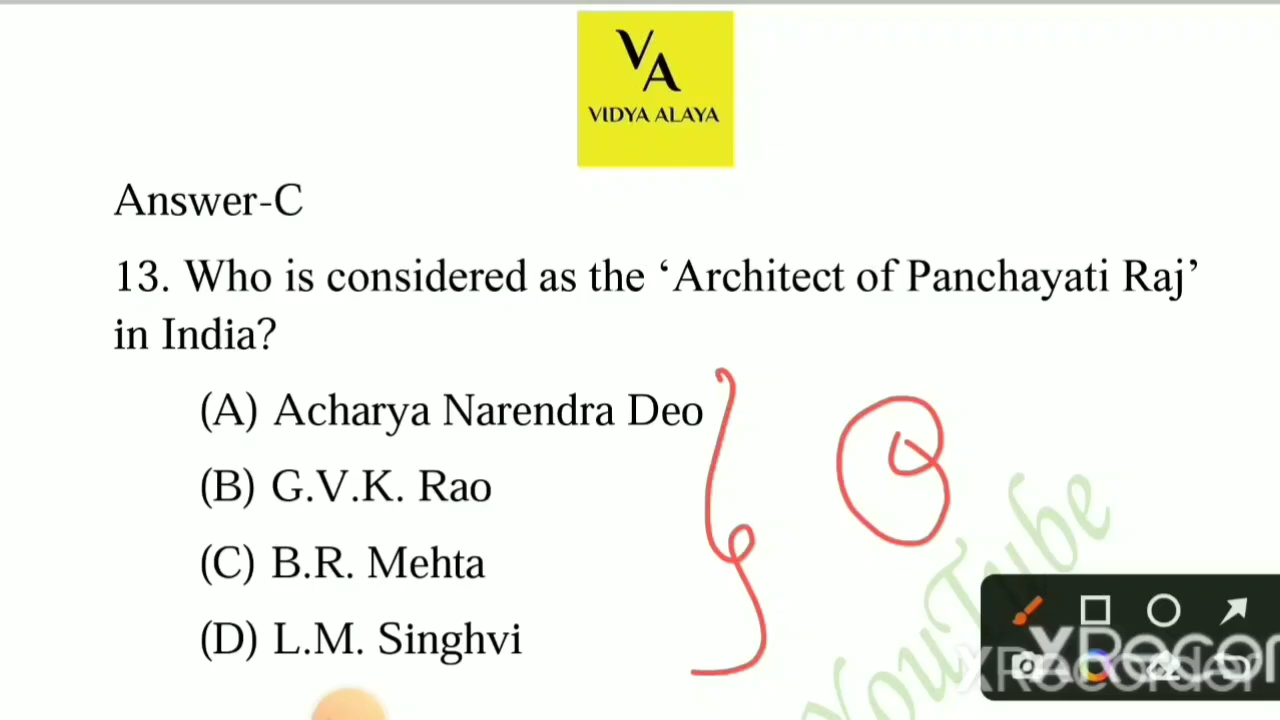 VA
VIDYA ALAYA
Answer-C
13. Who is considered as the ‘Architect of Panchayati Raj’
in India?
(A) Acharya Narendra Deo
(B) G.V.K. Rao
(C) B.R. Mehta
(D) L.M. Singhvi
YouTube
XRecorder